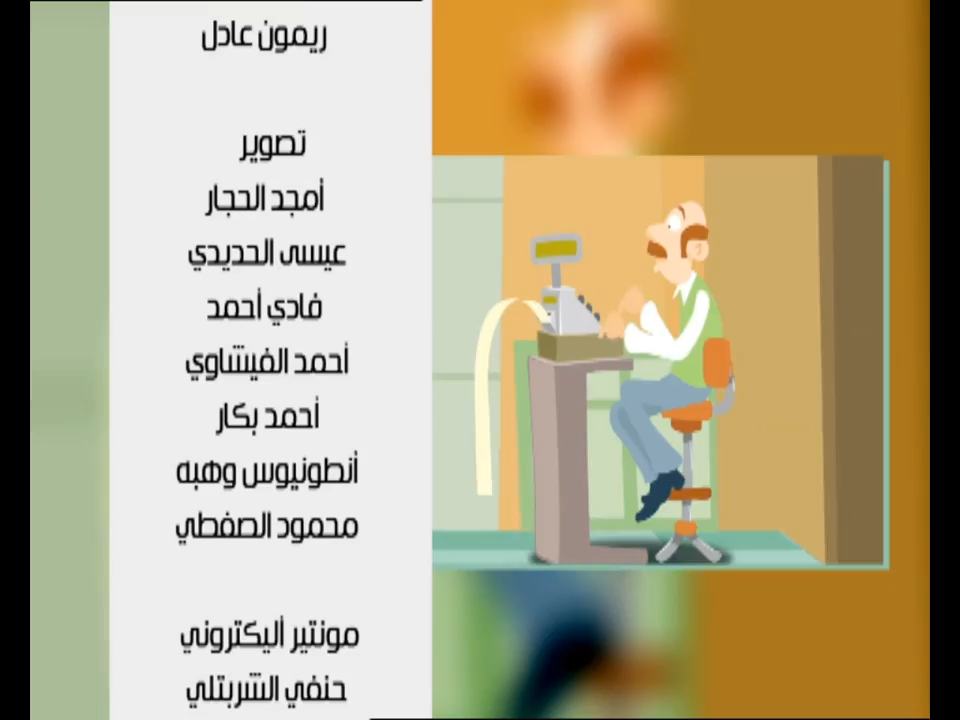 ريمون عادل
تصوير
أمجد الحجار
عيسى الحديدي
فادي أحمد
أحمد الفيشاوي
أحمد بكار
أنطونيوس وهبه
محمود الصفطي
مونتير أليكتروني
حنفي الشربتلي